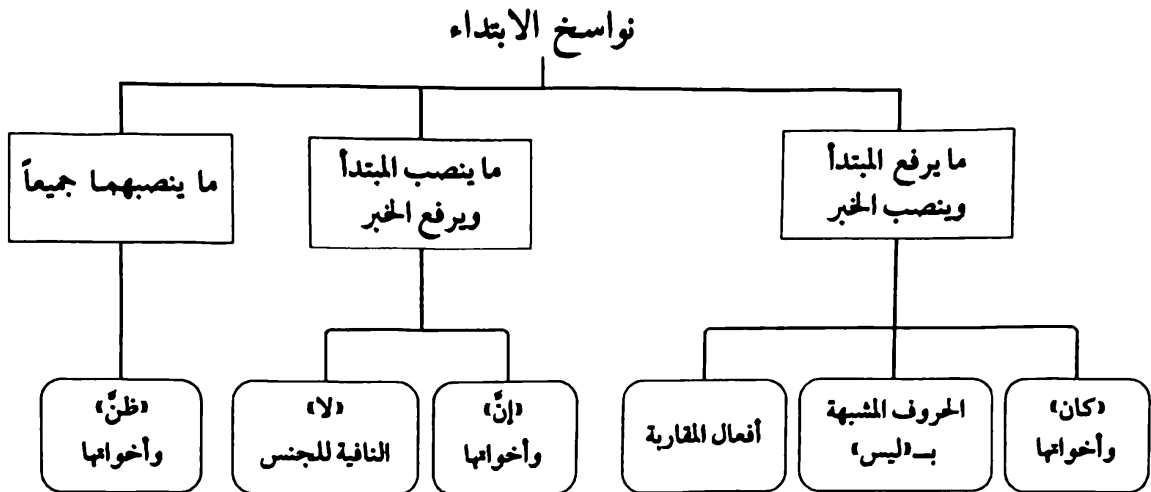 نواسخ الابتداء
ما يرفع المبتدأ
وينصب الخبر
ما ينصب المبتدأ
ويرفع الخبر
ما ينصبهما جميعاً
«كان»
وأخواتها
الحروف المشبهة
بـ«ليس»
أفعال المقاربة
«إنَّ»
وأخواتها
«لا»
النافية للجنس
«ظنَّ»
وأخواتها